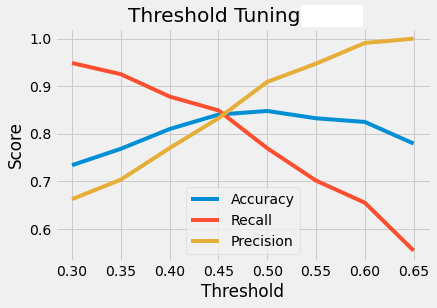 Threshold Tuning
1.0
0.9
0.8
0.7
0.6
Score
Accuracy
Recall
Precision
0.30 0.35 0.40 0.45 0.50 0.55 0.60 0.65
Threshold